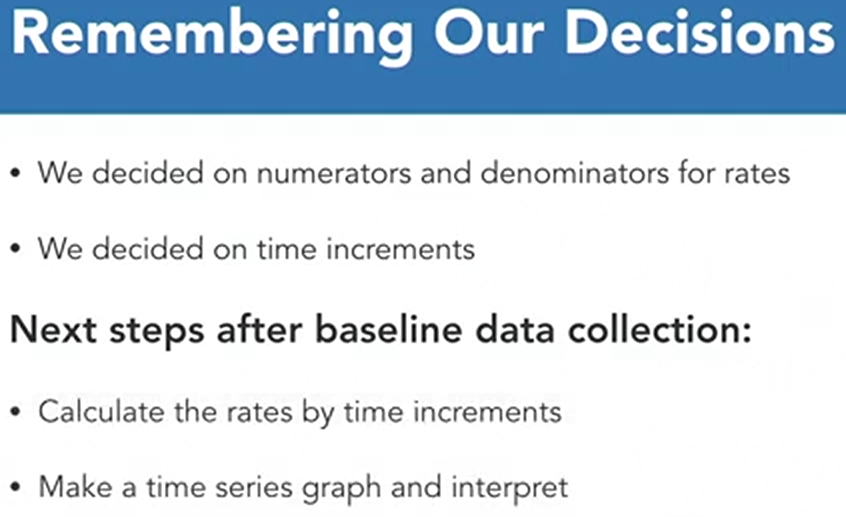 Remembering Our Decisions
• We decided on numerators and denominators for rates
• We decided on time increments
Next steps after baseline data collection:
• Calculate the rates by time increments
• Make a time series graph and interpret